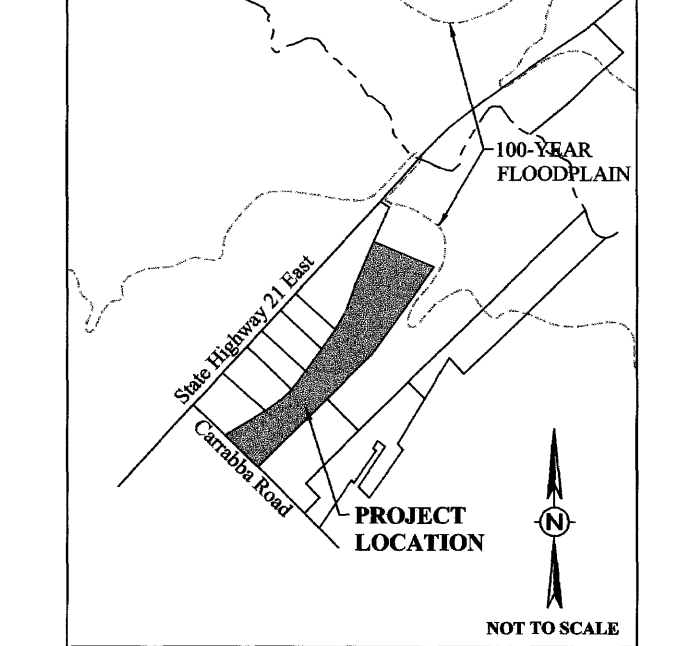 100-YEAR
FLOODPLAIN
State Highway 21 East
Carrabba Road
PROJECT
LOCATION
N
NOT TO SCALE